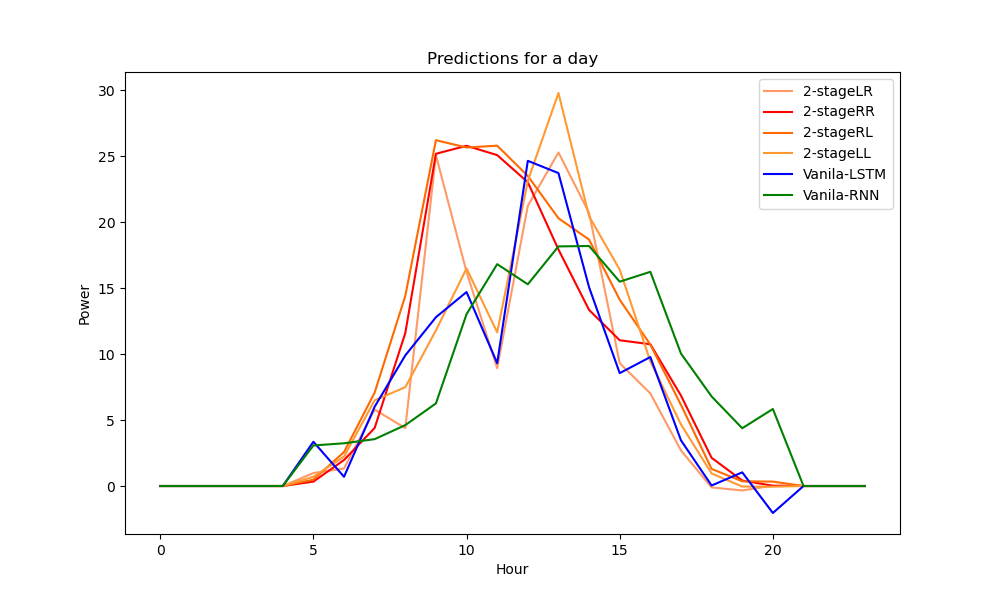 Predictions for a day
30
25
20
15
10
5
0
Power
0 5 10 15 20
Hour
2-stageLR
2-stageRR
2-stageRL
2-stageLL
Vanila-LSTM
Vanila-RNN